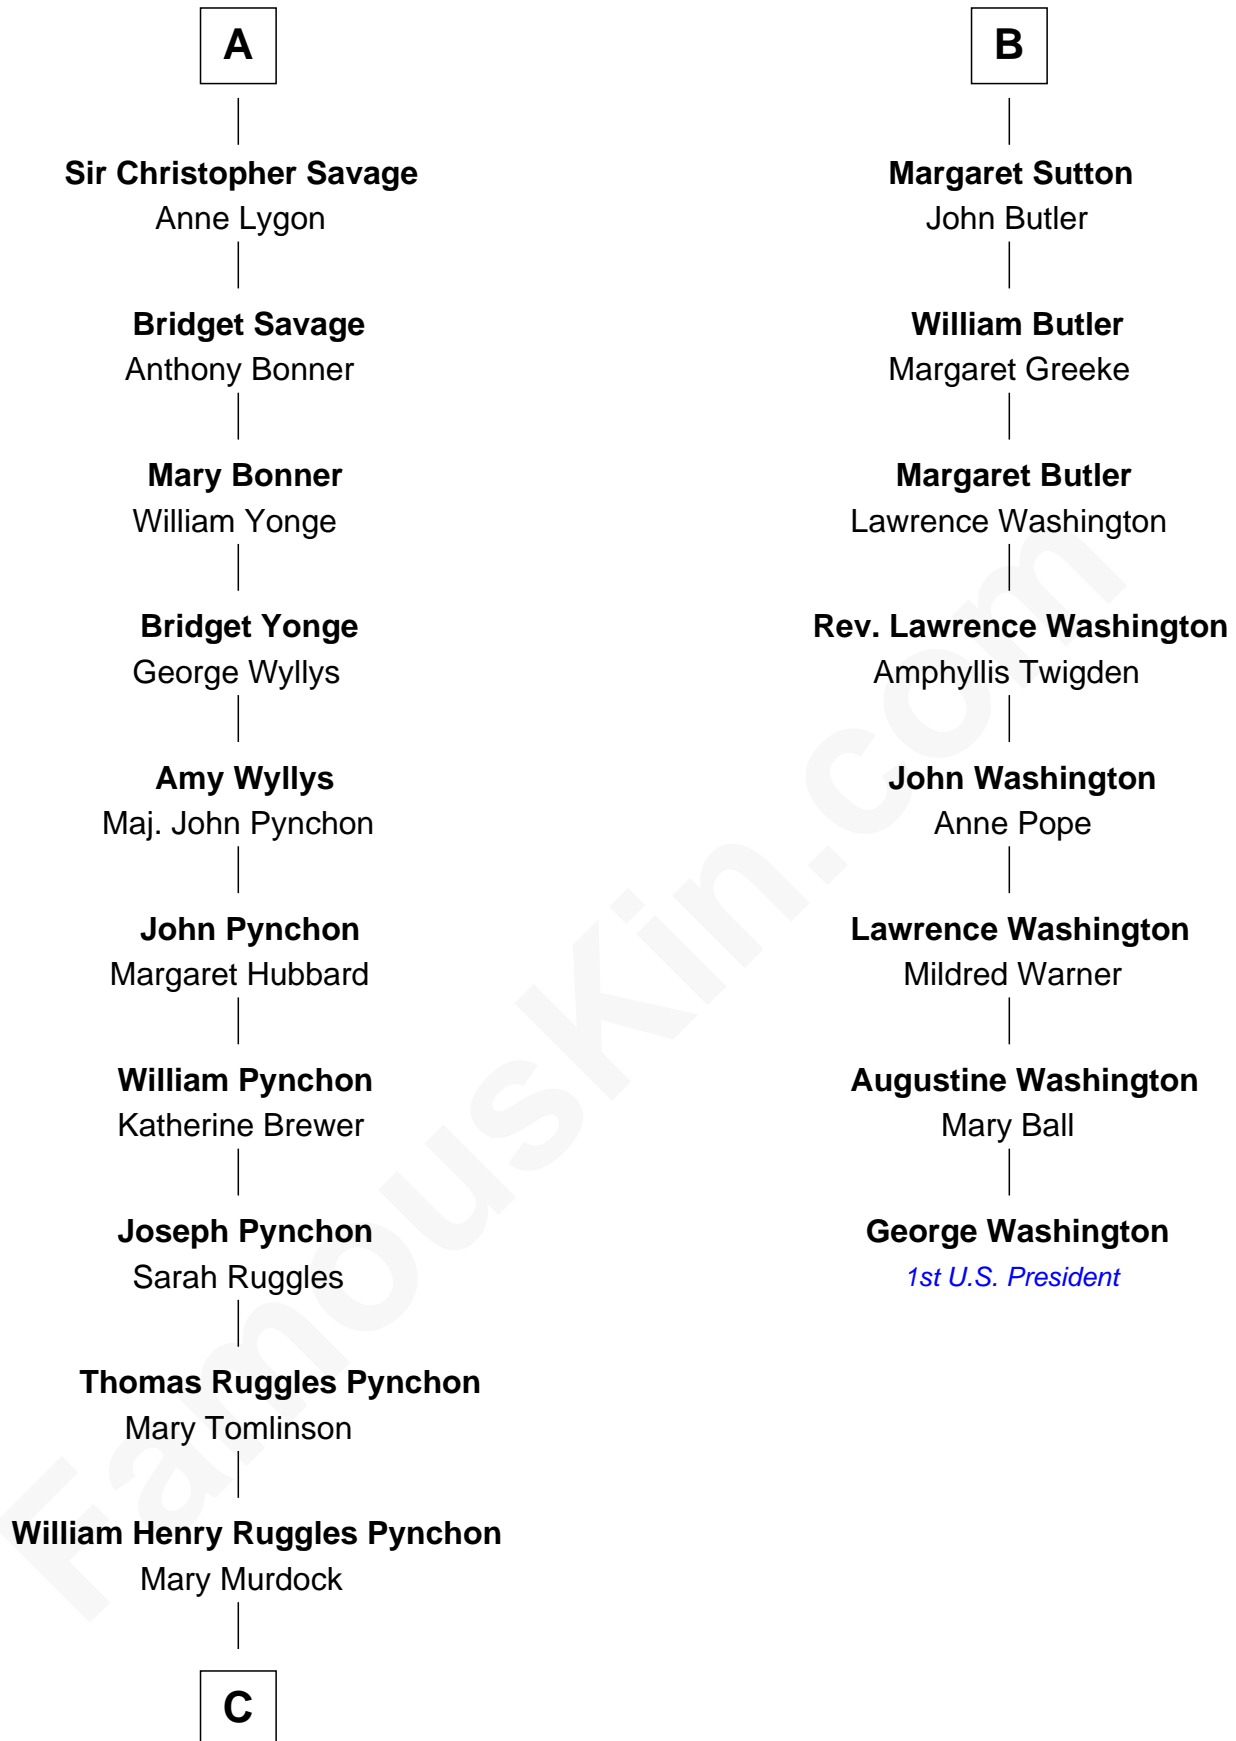 A
Sir Christopher Savage
Anne Lygon
Bridget Savage
Anthony Bonner
Mary Bonner
William Yonge
Bridget Yonge
George Wyllys
Amy Wyllys
Maj. John Pynchon
John Pynchon
Margaret Hubbard
William Pynchon
Katherine Brewer
Joseph Pynchon
Sarah Ruggles
Thomas Ruggles Pynchon
Mary Tomlinson
William Henry Ruggles Pynchon
Mary Murdock
C
B
Margaret Sutton
John Butler
William Butler
Margaret Greeke
Margaret Butler
Lawrence Washington
Rev. Lawrence Washington
Amphyllis Twigden
John Washington
Anne Pope
Lawrence Washington
Mildred Warner
Augustine Washington
Mary Ball
George Washington
1st U.S. President
FamousKin.com